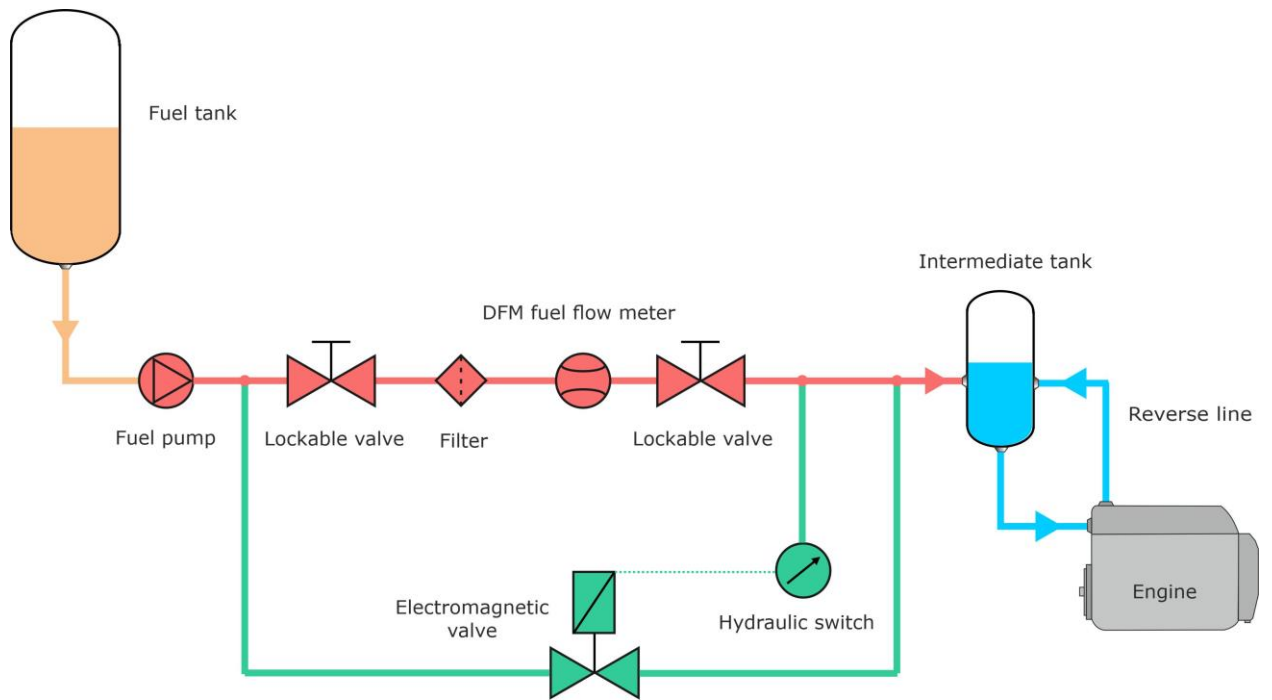 Fuel tank
Intermediate tank
DFM fuel flow meter
Reverse line
Fuel pump
Lockable valve
Filter
Lockable valve
Electromagnetic
valve
Hydraulic switch
Engine